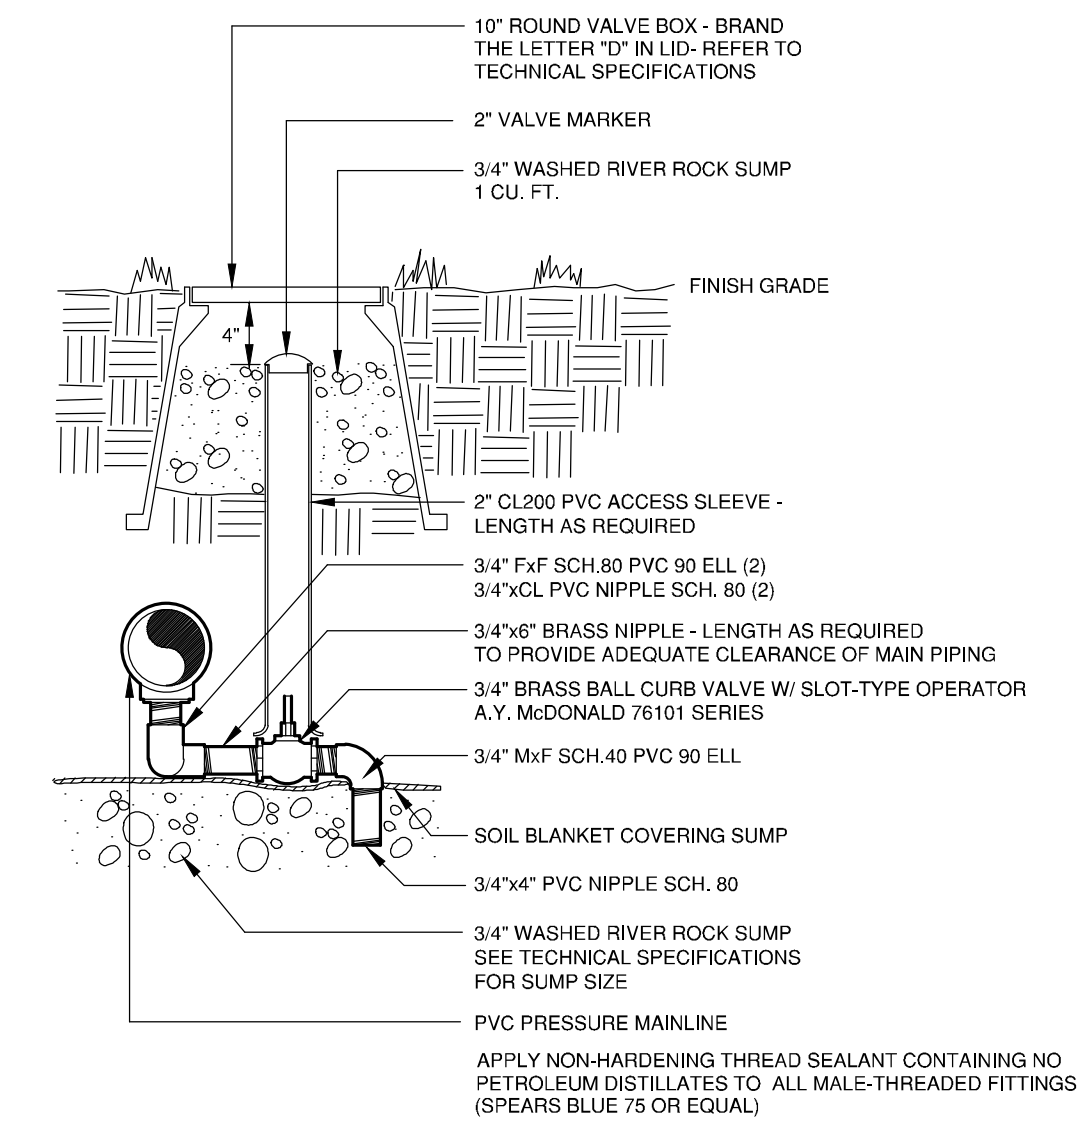 10" ROUND VALVE BOX - BRAND
THE LETTER "D" IN LID- REFER TO
TECHNICAL SPECIFICATIONS
2" VALVE MARKER
3/4" WASHED RIVER ROCK SUMP
1 CU. FT.
FINISH GRADE
4"
2" CL200 PVC ACCESS SLEEVE -
LENGTH AS REQUIRED
3/4" FxF SCH.80 PVC 90 ELL (2)
3/4"xCL PVC NIPPLE SCH. 80 (2)
3/4"x6" BRASS NIPPLE - LENGTH AS REQUIRED
TO PROVIDE ADEQUATE CLEARANCE OF MAIN PIPING
3/4" BRASS BALL CURB VALVE W/ SLOT-TYPE OPERATOR
A.Y. McDONALD 76101 SERIES
3/4" MxF SCH.40 PVC 90 ELL
SOIL BLANKET COVERING SUMP
3/4"x4" PVC NIPPLE SCH. 80
3/4" WASHED RIVER ROCK SUMP
SEE TECHNICAL SPECIFICATIONS
FOR SUMP SIZE
PVC PRESSURE MAINLINE
APPLY NON-HARDENING THREAD SEALANT CONTAINING NO
PETROLEUM DISTILLATES TO  ALL MALE-THREADED FITTINGS
(SPEARS BLUE 75 OR EQUAL)